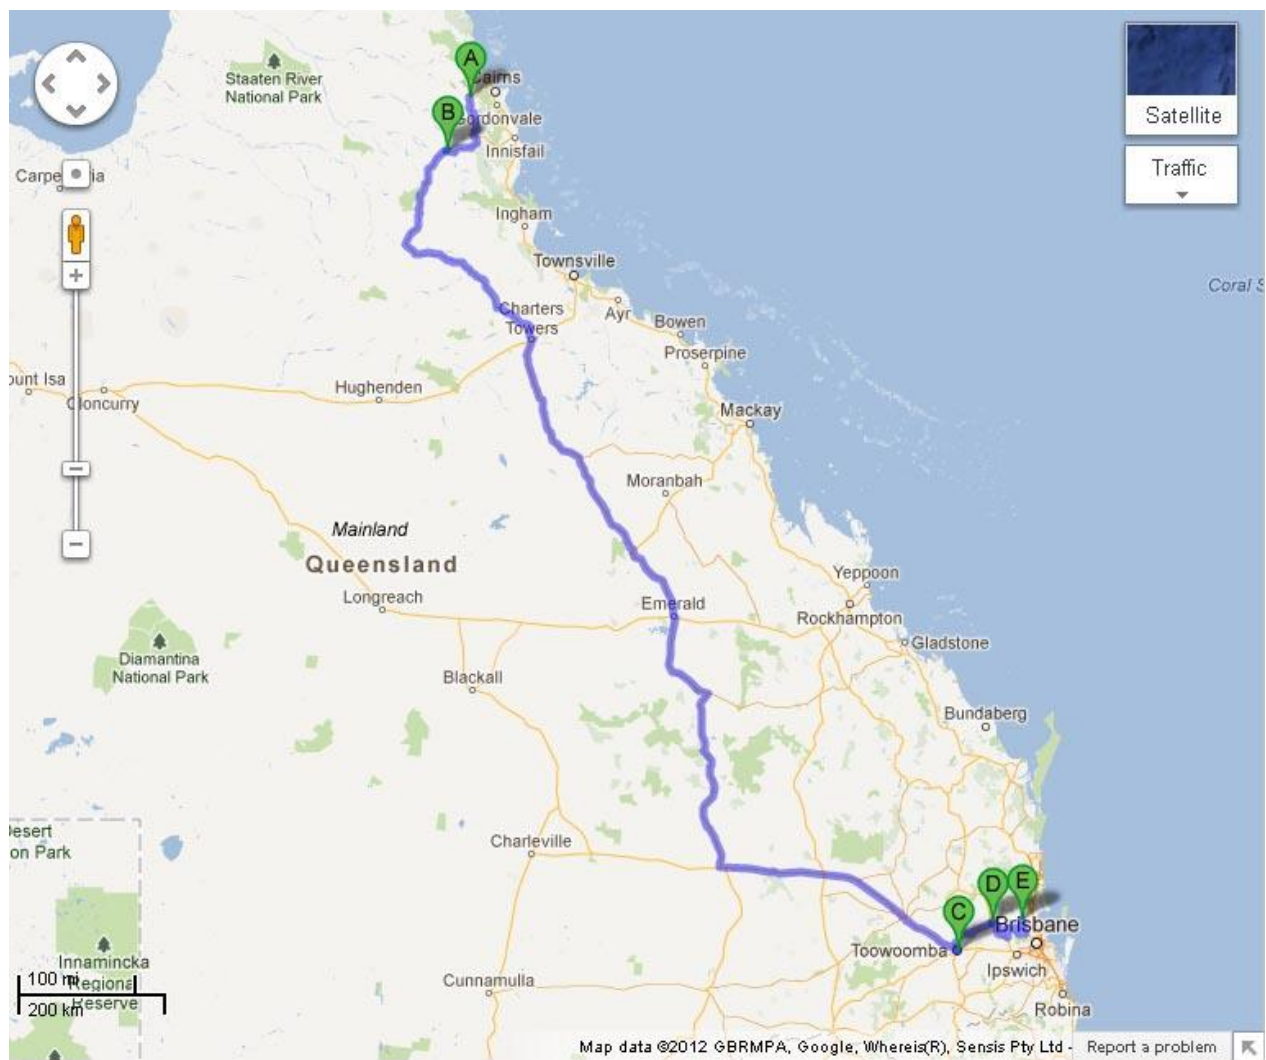 A
Cairns
Staaten River
National Park
Satellite
B
Gordonvale
Innisfail
Traffic
Ingham
Townsville
Coral S
Charters
Towers
Ayr
Bowen
Proserpine
ount Isa
Cloncurry
Hughenden
Mackay
Moranbah
Mainland
Queensland
Longreach
Emerald
Yeppoon
Rockhampton
Gladstone
Diamantina
National Park
Blackall
Bundaberg
Desert
on Park
Charleville
D
E
C
Brisbane
Toowoomba
Ipswich
Innamincka
Regional
Reserve
100 mi
200 km
Cunnamulla
Robina
Map data ©2012 GBRMPA, Google, Whereis(R), Sensis Pty Ltd -
Report a problem